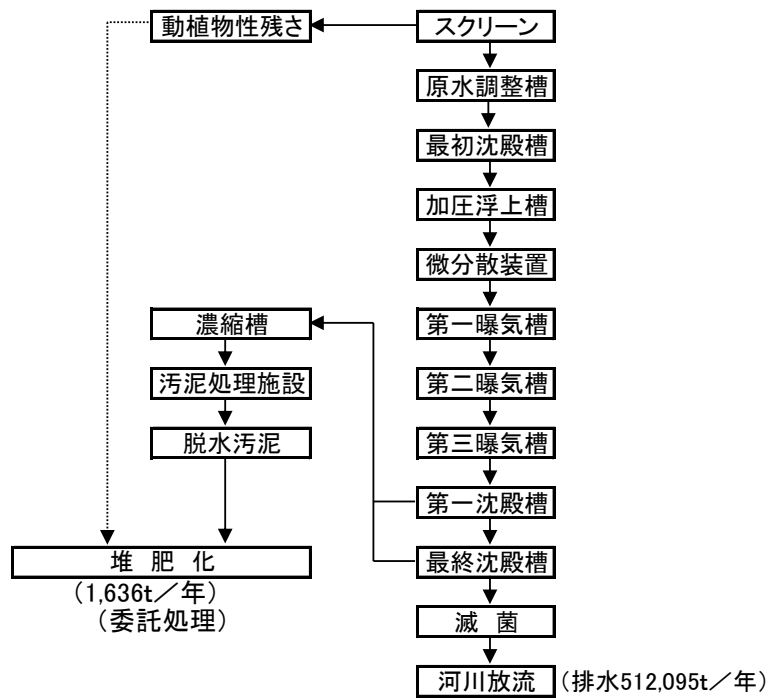 動植物性残さ
スクリーン
原水調整槽
最初沈殿槽
加圧浮上槽
微分散装置
濃縮槽
第一曝気槽
汚泥処理施設
第二曝気槽
脱水汚泥
第三曝気槽
第一沈殿槽
堆 肥 化
最終沈殿槽
（1,636t／年）
（委託処理）
滅 菌
河川放流
（排水512,095t／年）